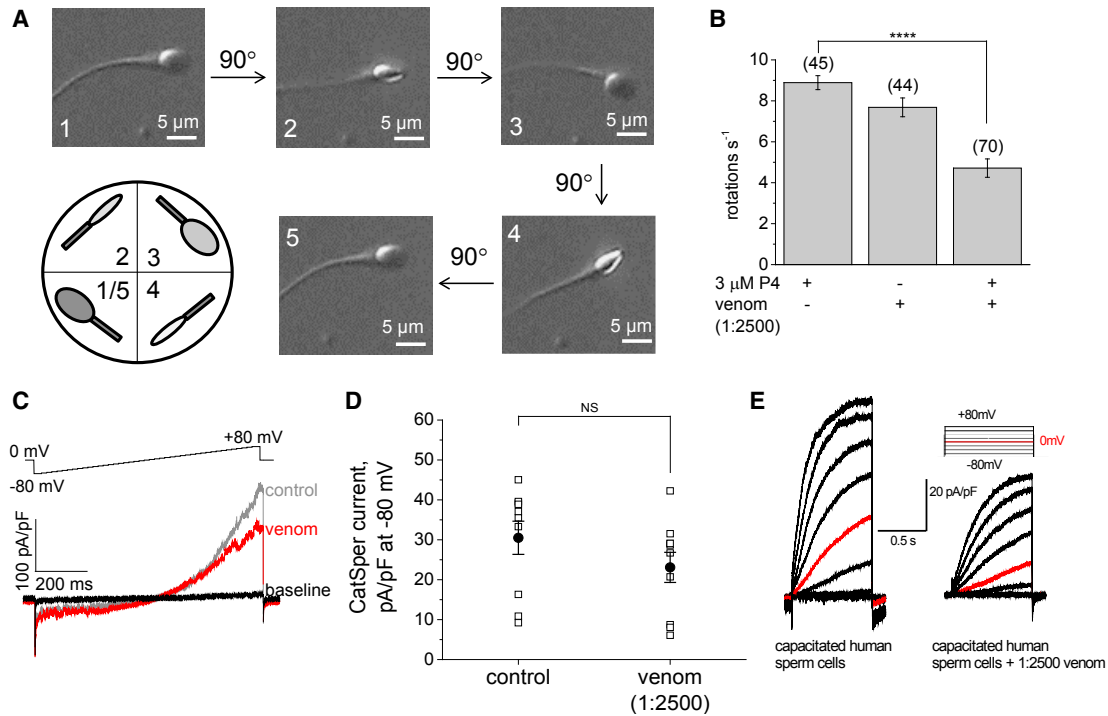 A
1
5 µm
90°
2
5 µm
90°
3
5 µm
90°
4
5 µm
90°
5
5 µm
2
3
1/5
4
B
****
(45)
(44)
(70)
rotations s-1
10
8
6
4
2
0
3 µM P4 + - +
venom - + +
(1:2500)
C
0 mV
+80 mV
-80 mV
control
venom
baseline
100 pA/pF
200 ms
D
NS
CatSper current,
pA/pF at -80 mV
60
50
40
30
20
10
0
control
venom
(1:2500)
E
+80mV
0mV
-80mV
20 pA/pF
0.5 s
capacitated human
sperm cells
capacitated human
sperm cells + 1:2500 venom